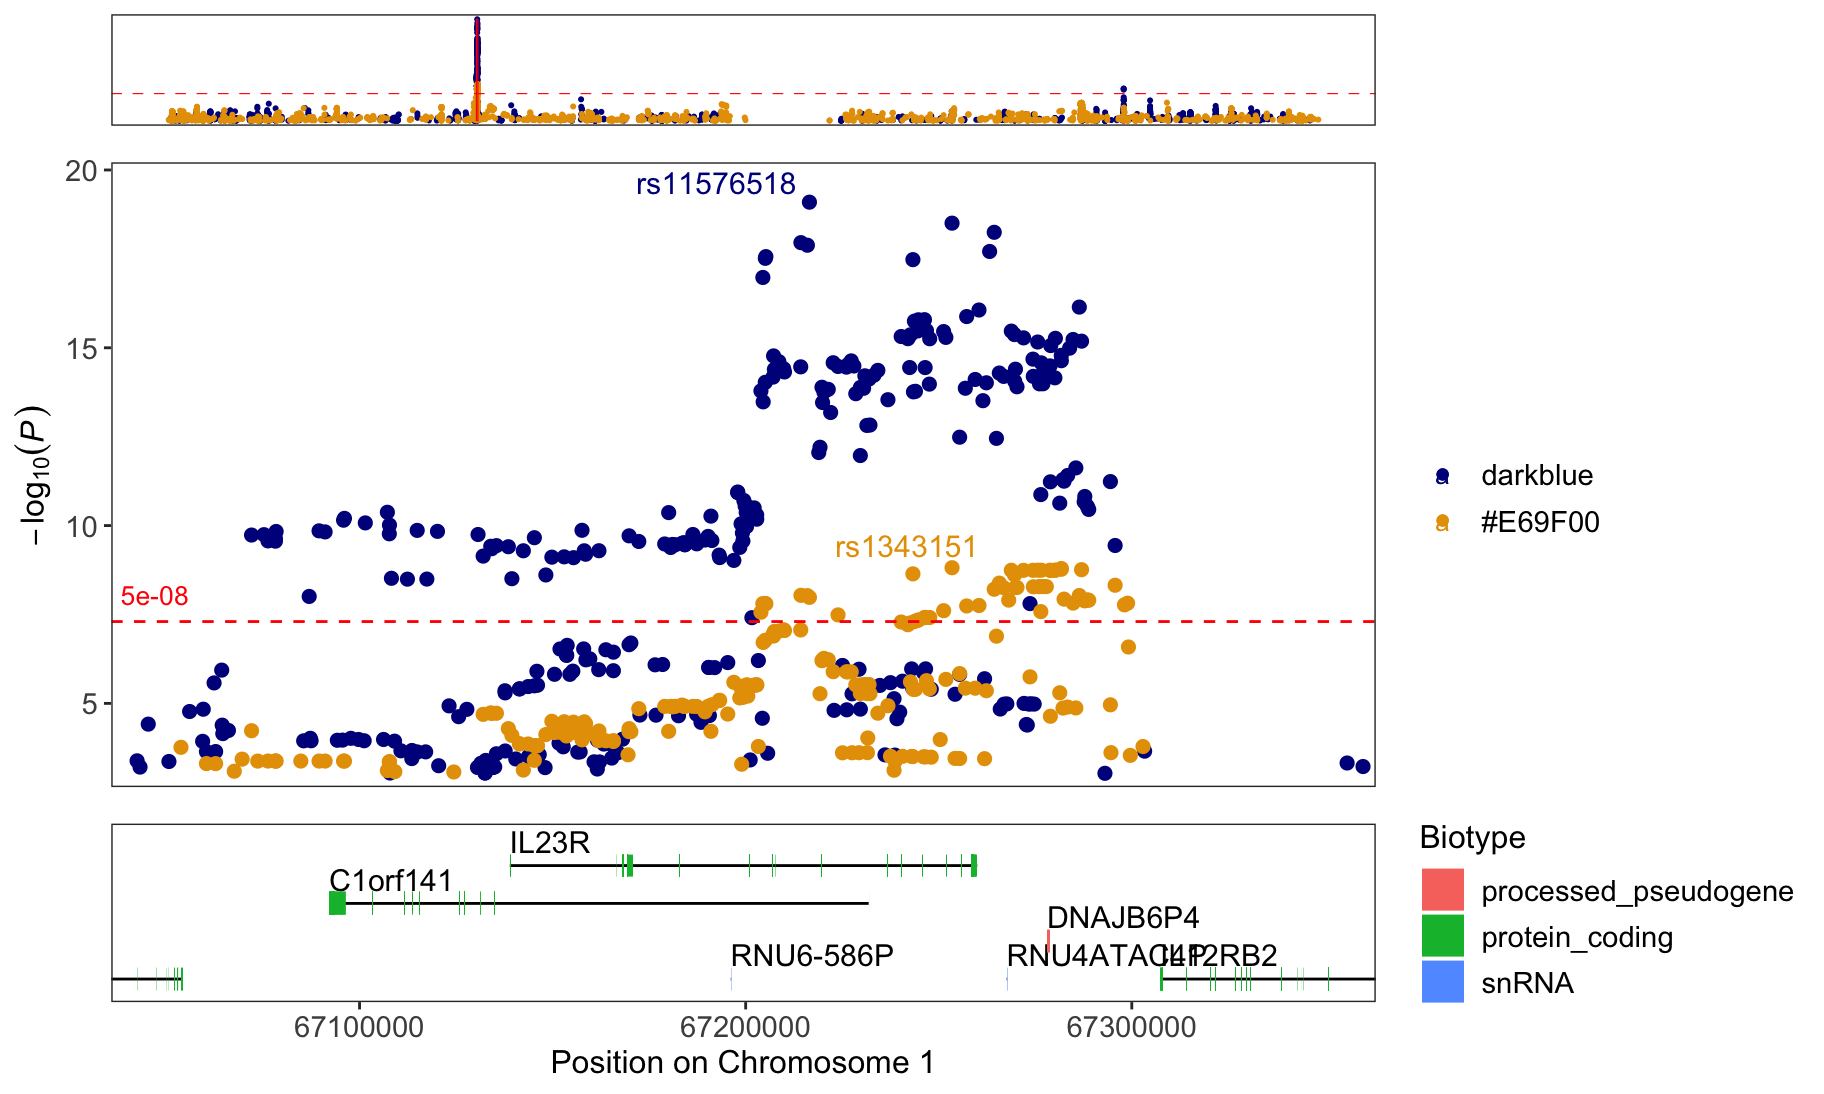 20
rs11576518
15
−log10(P)
10
rs1343151
5e-08
5
a darkblue
a #E69F00
IL23R
C1orf141
DNAJB6P4
RNU6-586P
RNU4ATAC4P
IL12RB2
67100000
67200000
67300000
Position on Chromosome 1
Biotype
processed_pseudogene
protein_coding
snRNA